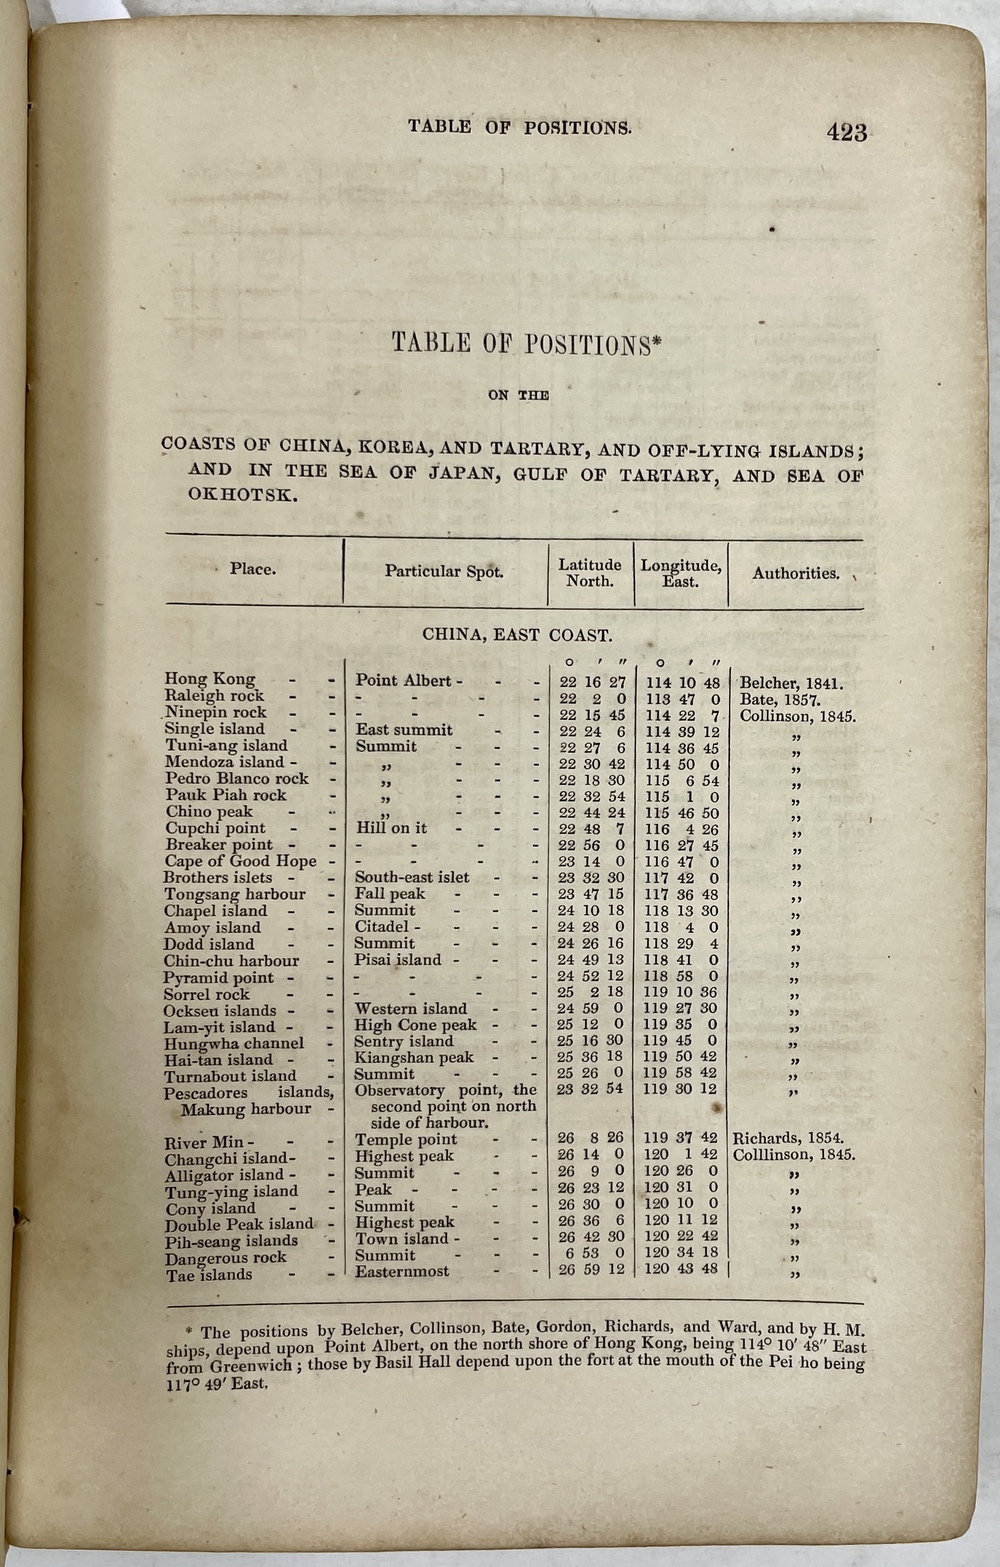 TABLE OF POSITIONS. 423
TABLE OF POSITIONS*
ON THE
COASTS OF CHINA, KOREA, AND TARTARY, AND OFF-LYING ISLANDS;
AND IN THE SEA OF JAPAN, GULF OF TARTARY, AND SEA OF
OKHOTSK.
Place. Particular Spot. Latitude North. Longitude, East. Authorities.
CHINA, EAST COAST.
o ′ ″ o ′ ″
Hong Kong - - Point Albert - - - 22 16 27 114 10 48 Belcher, 1841.
Raleigh rock - - - - - - 22 2 0 113 47 0 Bate, 1857.
Ninepin rock - - - - - - 22 15 45 114 22 7 Collinson, 1845.
Single island - - East summit - - 22 24 6 114 39 12 ”
Tuni-ang island - Summit - - - 22 27 6 114 36 45 ”
Mendoza island - - ” - - - 22 30 42 114 50 0 ”
Pedro Blanco rock - ” - - - 22 18 30 115 6 54 ”
Pauk Piah rock - ” - - - 22 32 54 115 1 0 ”
Chino peak - - ” - - - 22 44 24 115 46 50 ”
Cupchi point - - Hill on it - - - 22 48 7 116 4 26 ”
Breaker point - - - - - - 22 56 0 116 27 45 ”
Cape of Good Hope - - - - - 23 14 0 116 47 0 ”
Brothers islets - - South-east islet - - 23 32 30 117 42 0 ”
Tongsang harbour - Fall peak - - - 23 47 15 117 36 48 ”
Chapel island - - Summit - - - 24 10 18 118 13 30 ”
Amoy island - - Citadel - - - - 24 28 0 118 4 0 ”
Dodd island - - Summit - - - 24 26 16 118 29 4 ”
Chin-chu harbour - Pisai island - - - 24 49 13 118 41 0 ”
Pyramid point - - - - - - 24 52 12 118 58 0 ”
Sorrel rock - - - - - - 25 2 18 119 10 36 ”
Ockseu islands - - Western island - - 24 59 0 119 27 30 ”
Lam-yit island - - High Cone peak - - 25 12 0 119 35 0 ”
Hungwha channel - Sentry island - - 25 16 30 119 45 0 ”
Hai-tan island - - Kiangshan peak - - 25 36 18 119 50 42 ”
Turnabout island - Summit - - - 25 26 0 119 58 42 ”
Pescadores islands, Observatory point, the 23 32 54 119 30 12 ”
Makung harbour - second point on north
side of harbour.
River Min - - - Temple point - - 26 8 26 119 37 42 Richards, 1854.
Changchi island - - Highest peak - - 26 14 0 120 1 42 Colllinson, 1845.
Alligator island - - Summit - - - 26 9 0 120 26 0 ”
Tung-ying island - Peak - - - - 26 23 12 120 31 0 ”
Cony island - - Summit - - - 26 30 0 120 10 0 ”
Double Peak island - Highest peak - - 26 36 6 120 11 12 ”
Pih-seang islands - Town island - - - 26 42 30 120 22 42 ”
Dangerous rock - Summit - - - 6 53 0 120 34 18 ”
Tae islands - - Easternmost - - 26 59 12 120 43 48 ”
* The positions by Belcher, Collinson, Bate, Gordon, Richards, and Ward, and by H. M.
ships, depend upon Point Albert, on the north shore of Hong Kong, being 114° 10′ 48″ East
from Greenwich; those by Basil Hall depend upon the fort at the mouth of the Pei ho being
117° 49′ East.